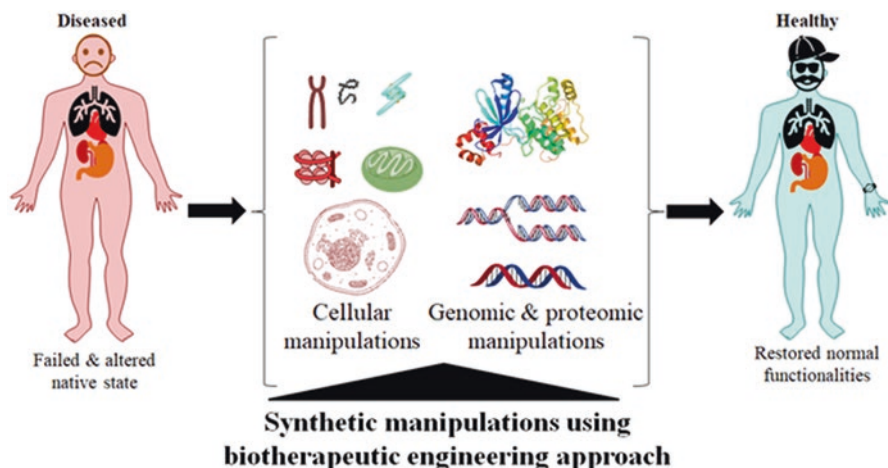 Diseased
Healthy
Cellular
manipulations
Genomic & proteomic
manipulations
Failed & altered
native state
Restored normal
functionalities
Synthetic manipulations using
biotherapeutic engineering approach